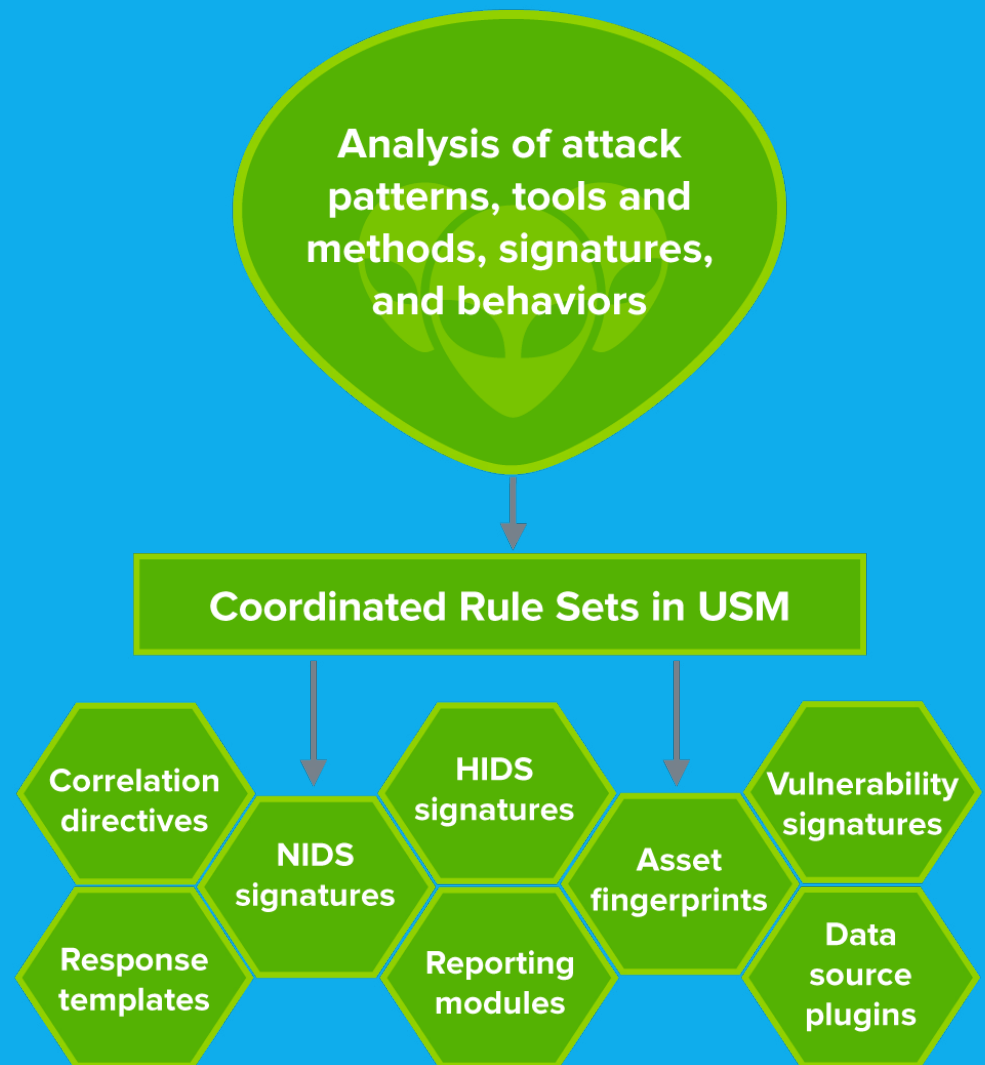 Analysis of attack
patterns, tools and
methods, signatures,
and behaviors
Coordinated Rule Sets in USM
Correlation
directives
NIDS
signatures
HIDS
signatures
Asset
fingerprints
Vulnerability
signatures
Response
templates
Reporting
modules
Data
source
plugins